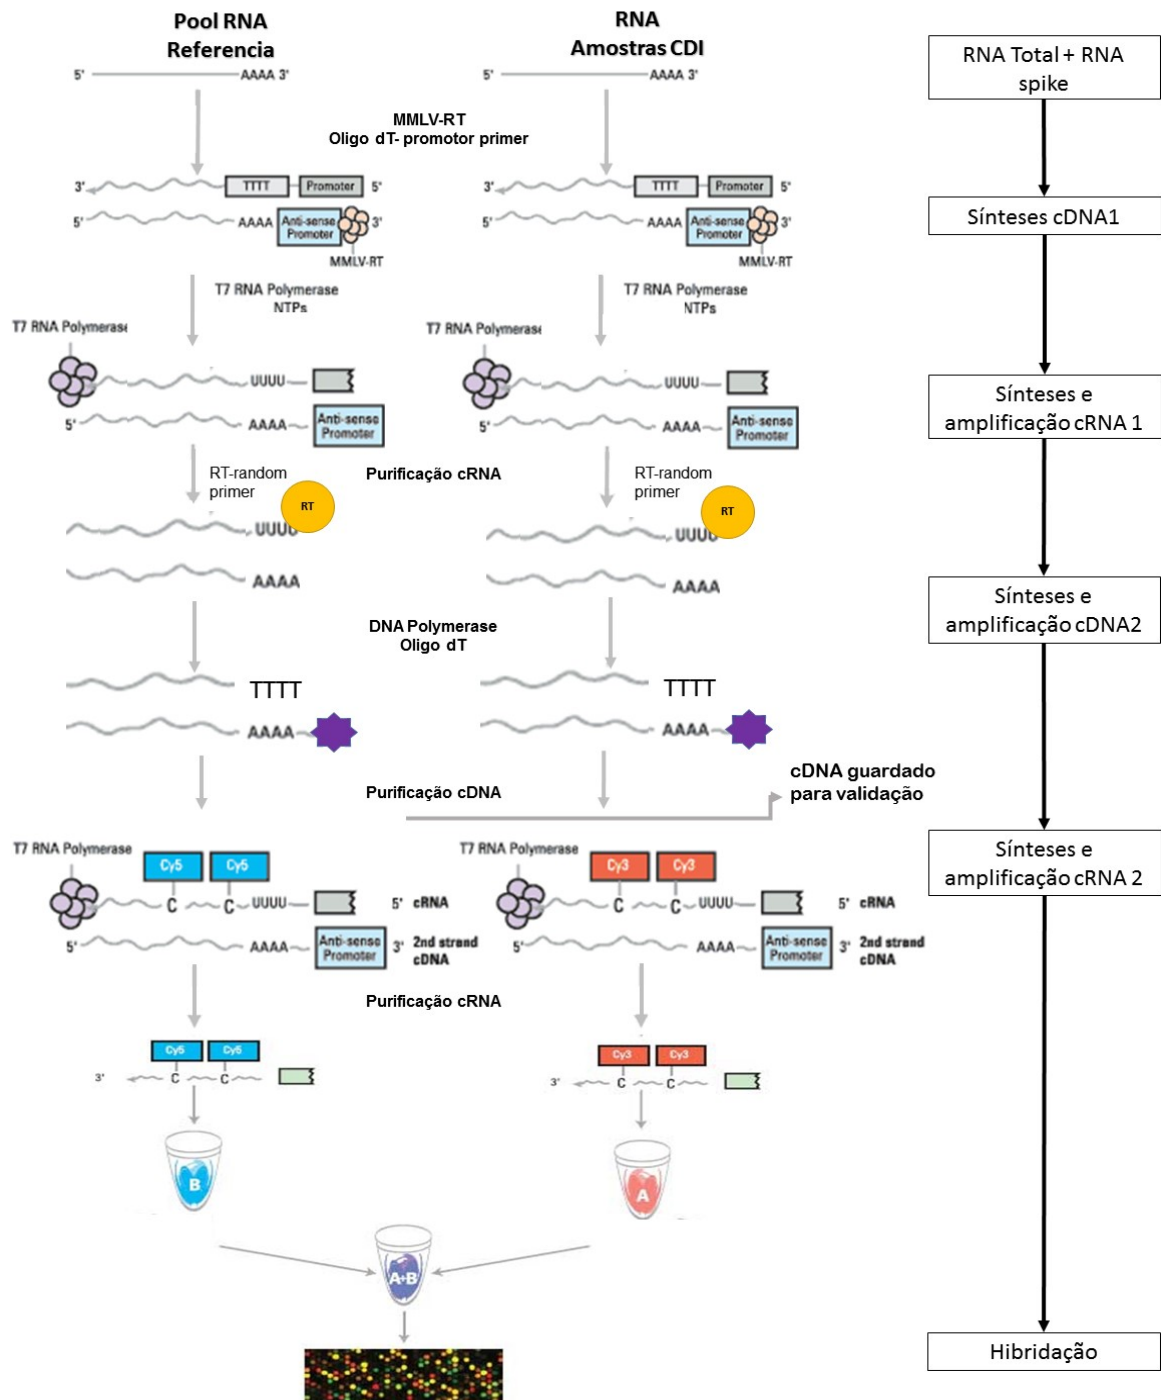 Pool RNA
Referencia
RNA
Amostras CDI
RNA Total + RNA
spike
5' AAAA 3'
5' AAAA 3'
MMLV-RT
Oligo dT- promotor primer
3' TTTT Promoter 5'
3' TTTT Promoter 5'
5' AAAA Anti-sense
Promoter 3'
MMLV-RT
5' AAAA Anti-sense
Promoter 3'
MMLV-RT
Sínteses cDNA1
T7 RNA Polymerase
NTPs
T7 RNA Polymerase
NTPs
T7 RNA Polymerase
T7 RNA Polymerase
UUUU
UUUU
5' AAAA Anti-sense
Promoter
5' AAAA Anti-sense
Promoter
Sínteses e
amplificação cRNA 1
RT-random
primer
Purificação cRNA
RT-random
primer
RT
UUUU
RT
UUUU
AAAA
AAAA
Sínteses e
amplificação cDNA2
DNA Polymerase
Oligo dT
TTTT
TTTT
AAAA
AAAA
Purificação cDNA
cDNA guardado
para validação
T7 RNA Polymerase
Cy5 Cy5
T7 RNA Polymerase
Cy3 Cy3
Sínteses e
amplificação cRNA 2
C C UUUU 5' cRNA
C C UUUU 5' cRNA
5' AAAA Anti-sense
Promoter 3' 2nd strand
cDNA
5' AAAA Anti-sense
Promoter 3' 2nd strand
cDNA
Purificação cRNA
Cy5 Cy5
Cy3 Cy3
3' C C
3' C C
B
A
A+B
Hibridação